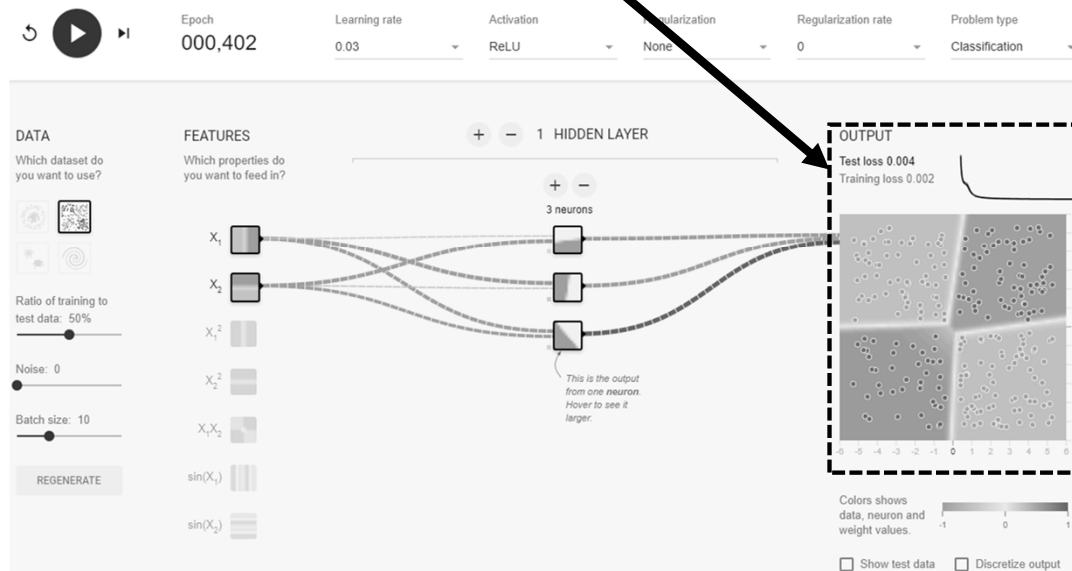 Epoch
000,402
Learning rate
0.03
Activation
ReLU
Regularization
None
Regularization rate
0
Problem type
Classification
DATA
Which dataset do
you want to use?
Ratio of training to
test data: 50%
Noise: 0
Batch size: 10
REGENERATE
FEATURES
Which properties do
you want to feed in?
X₁
X₂
X₁²
X₂²
X₁X₂
sin(X₁)
sin(X₂)
+ − 1 HIDDEN LAYER
+ −
3 neurons
This is the output
from one neuron.
Hover to see it
larger.
OUTPUT
Test loss 0.004
Training loss 0.002
-6 -5 -4 -3 -2 -1 0 1 2 3 4 5 6
Colors shows
data, neuron and
weight values.
-1 0 1
Show test data
Discretize output